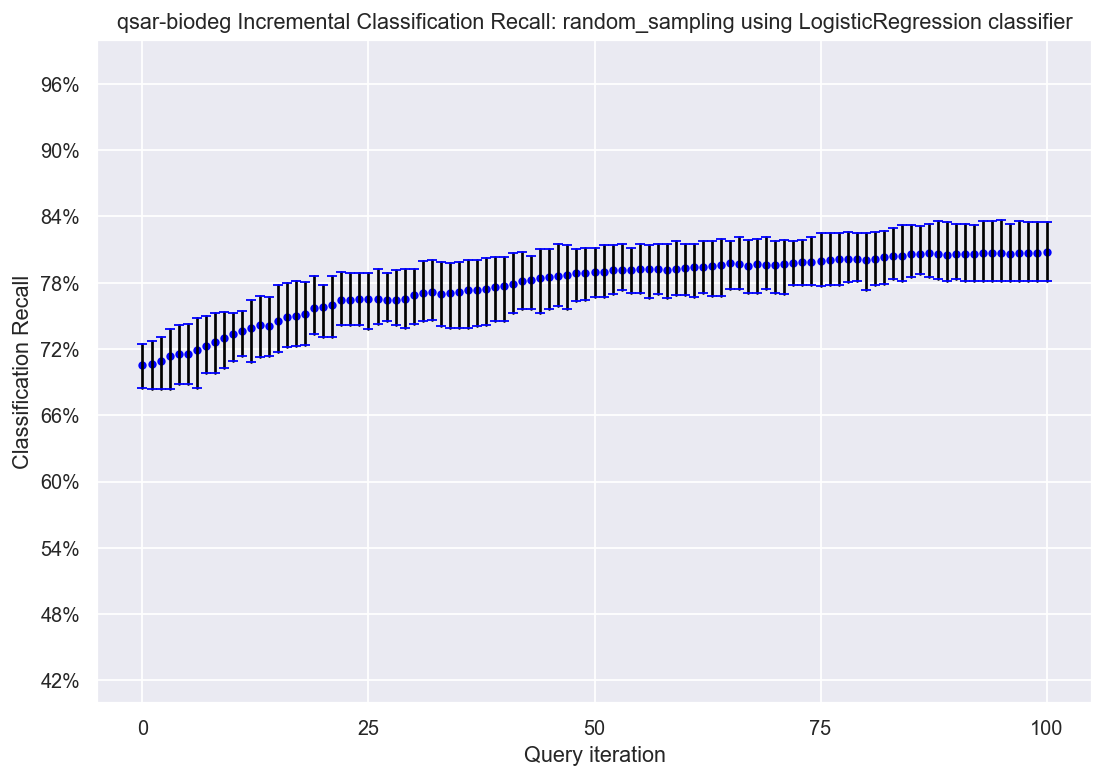 qsar-biodeg Incremental Classification Recall: random_sampling using LogisticRegression classifier
96%
90%
84%
78%
72%
66%
60%
54%
48%
42%
Classification Recall
0 25 50 75 100
Query iteration